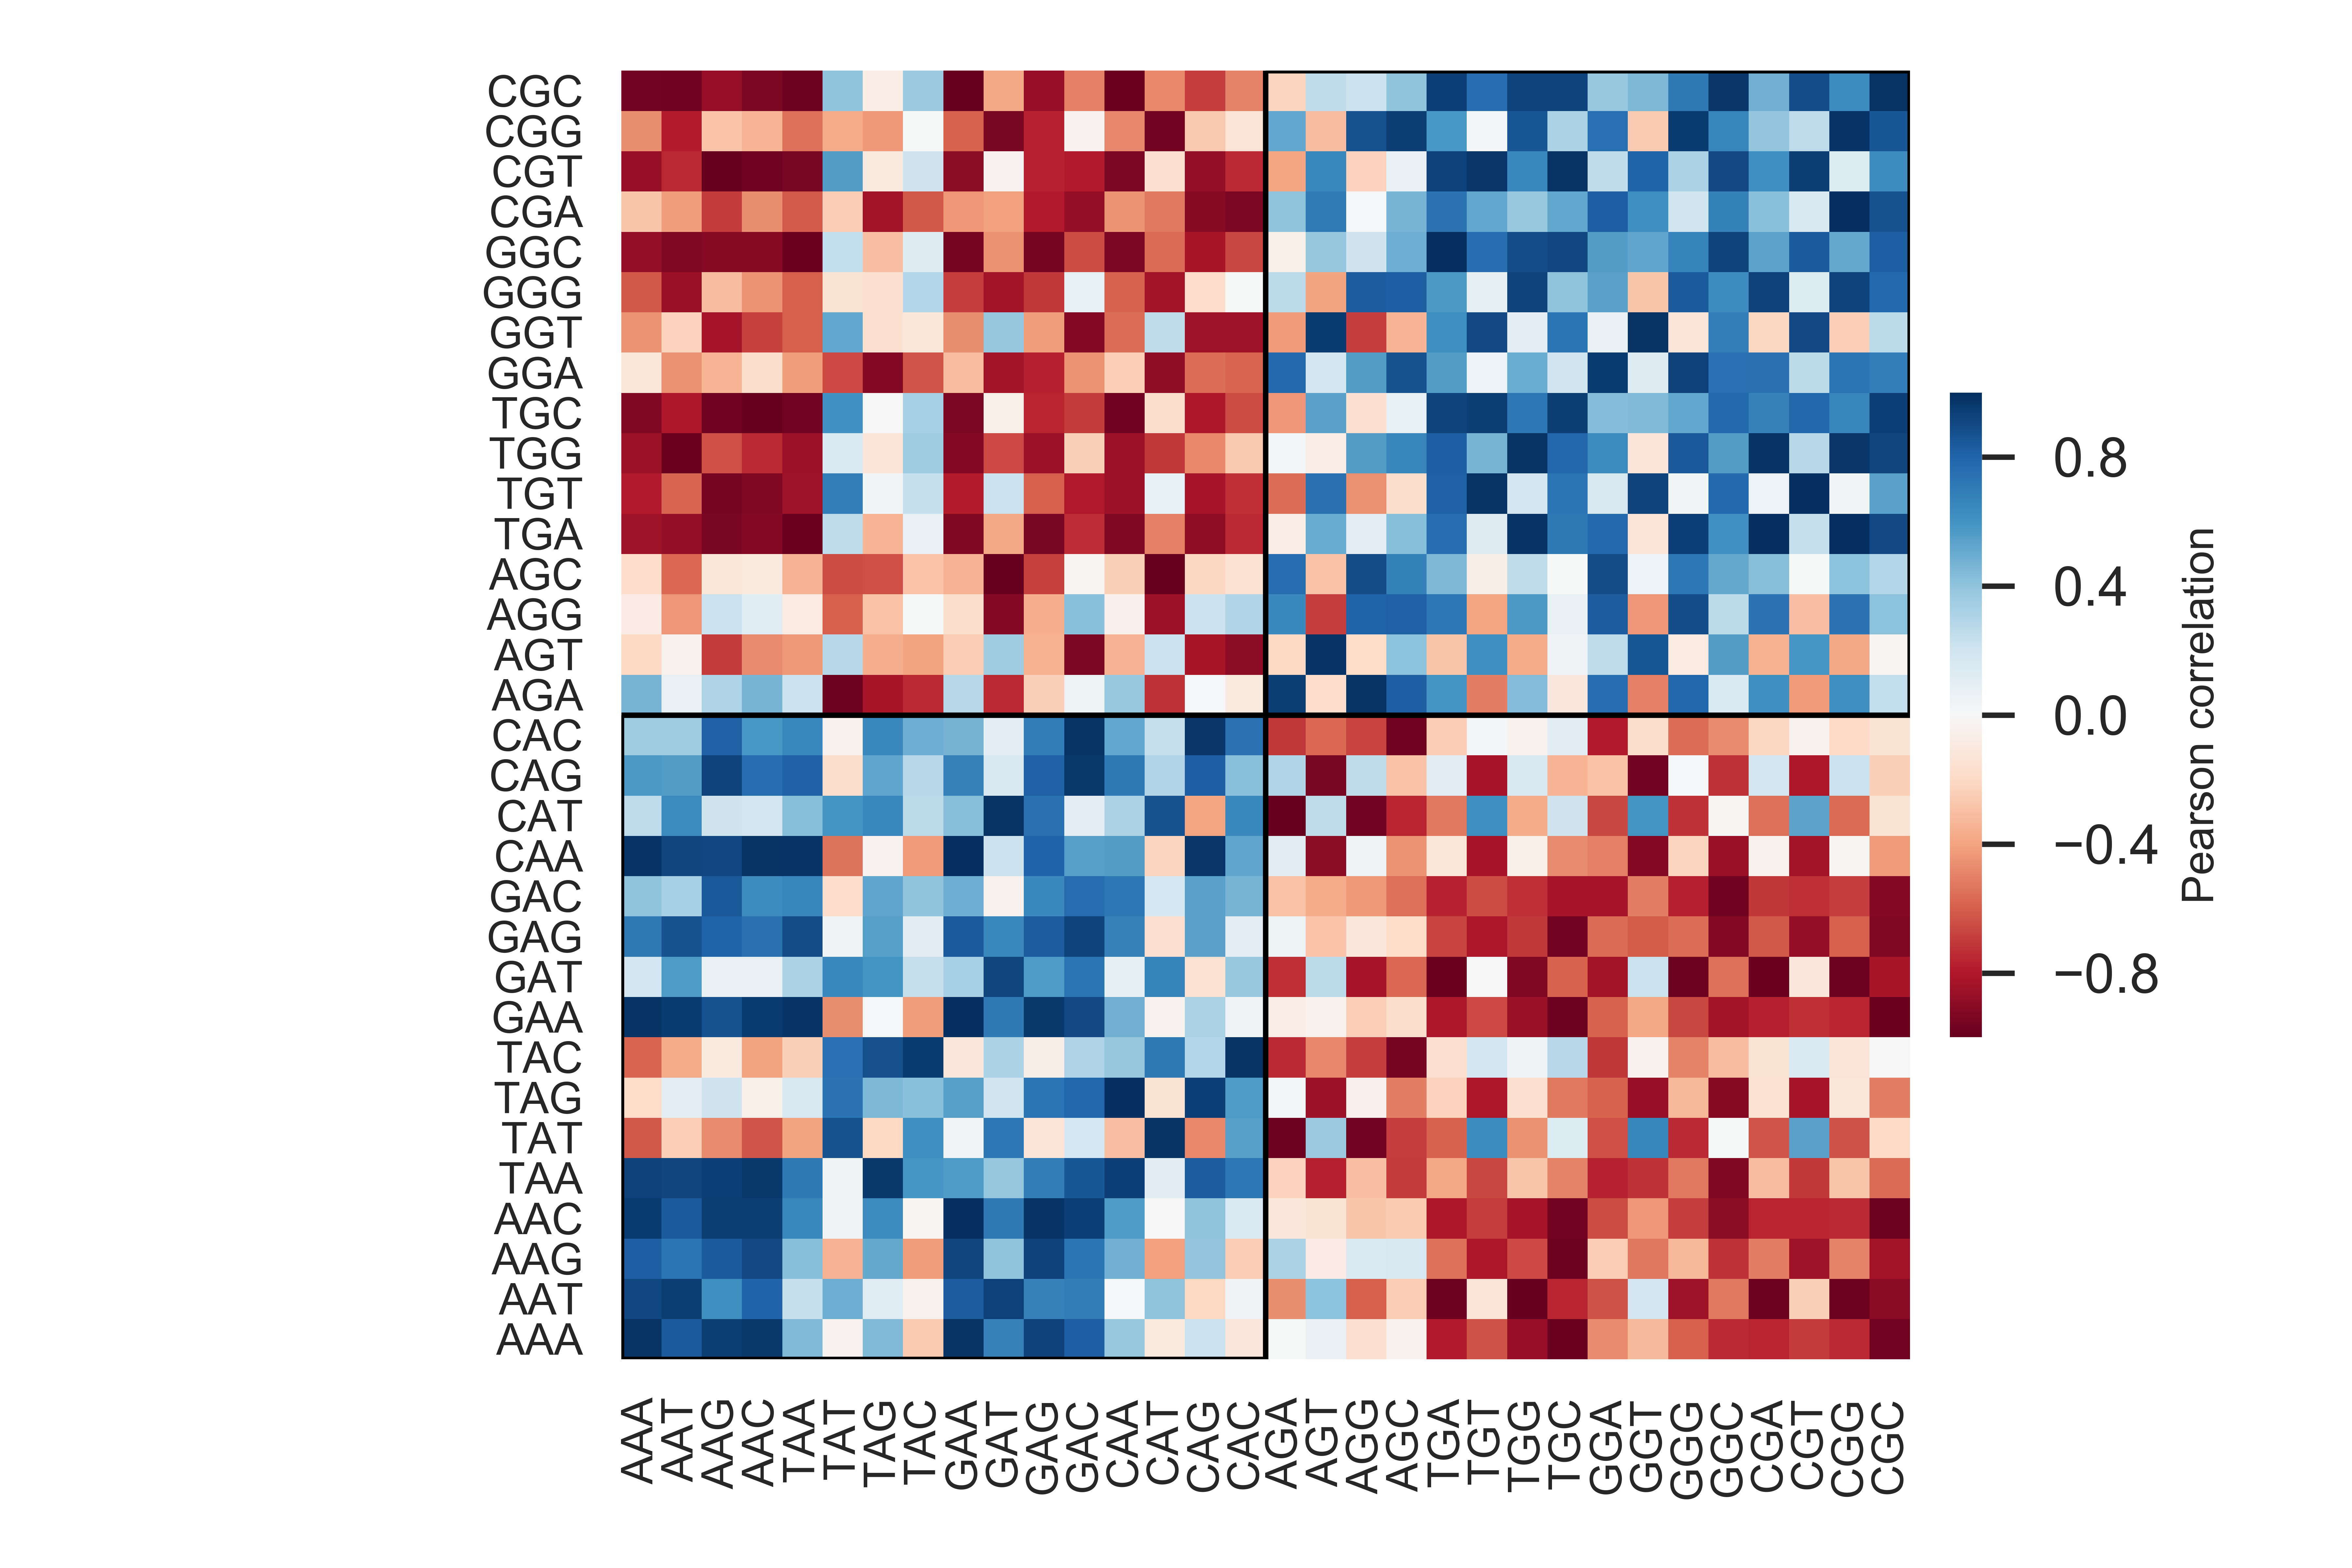 CGC
CGG
CGT
CGA
GGC
GGG
GGT
GGA
TGC
TGG
TGT
TGA
AGC
AGG
AGT
AGA
CAC
CAG
CAT
CAA
GAC
GAG
GAT
GAA
TAC
TAG
TAT
TAA
AAC
AAG
AAT
AAA
AAA AAT AAG AAC TAA TAT TAG TAC GAA GAT GAG GAC CAA CAT CAG CAC AGA AGT AGG AGC TGA TGT TGG TGC GGA GGT GGG GGC CGA CGT CGG CGC
0.8
0.4
0.0
−0.4
−0.8
Pearson correlation